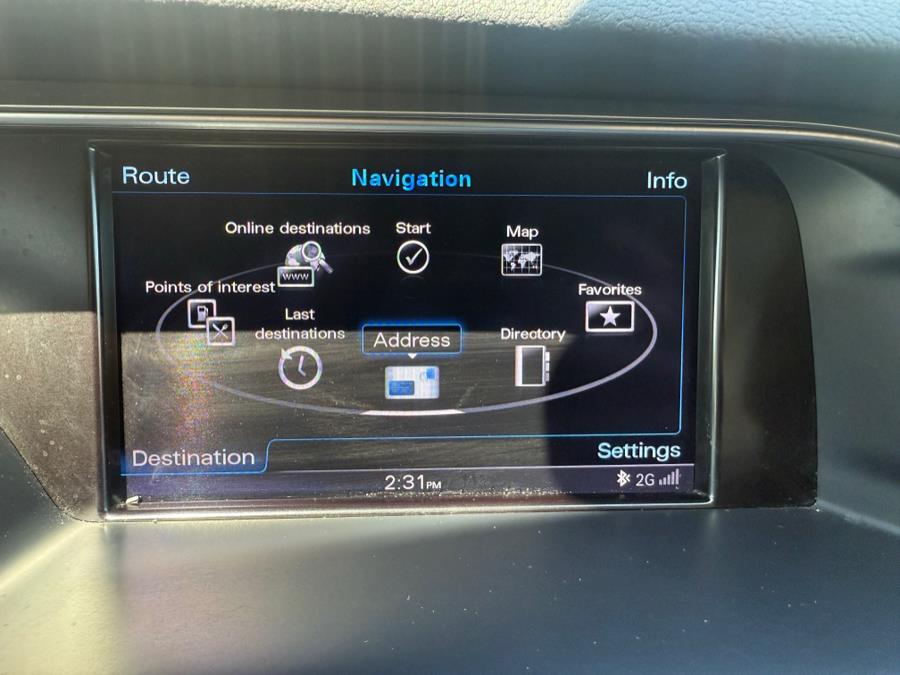 Route
Navigation
Info
Online destinations
Start
Map
www
Points of interest
Favorites
Last
destinations
Address
Directory
Destination
Settings
2:31PM
2G